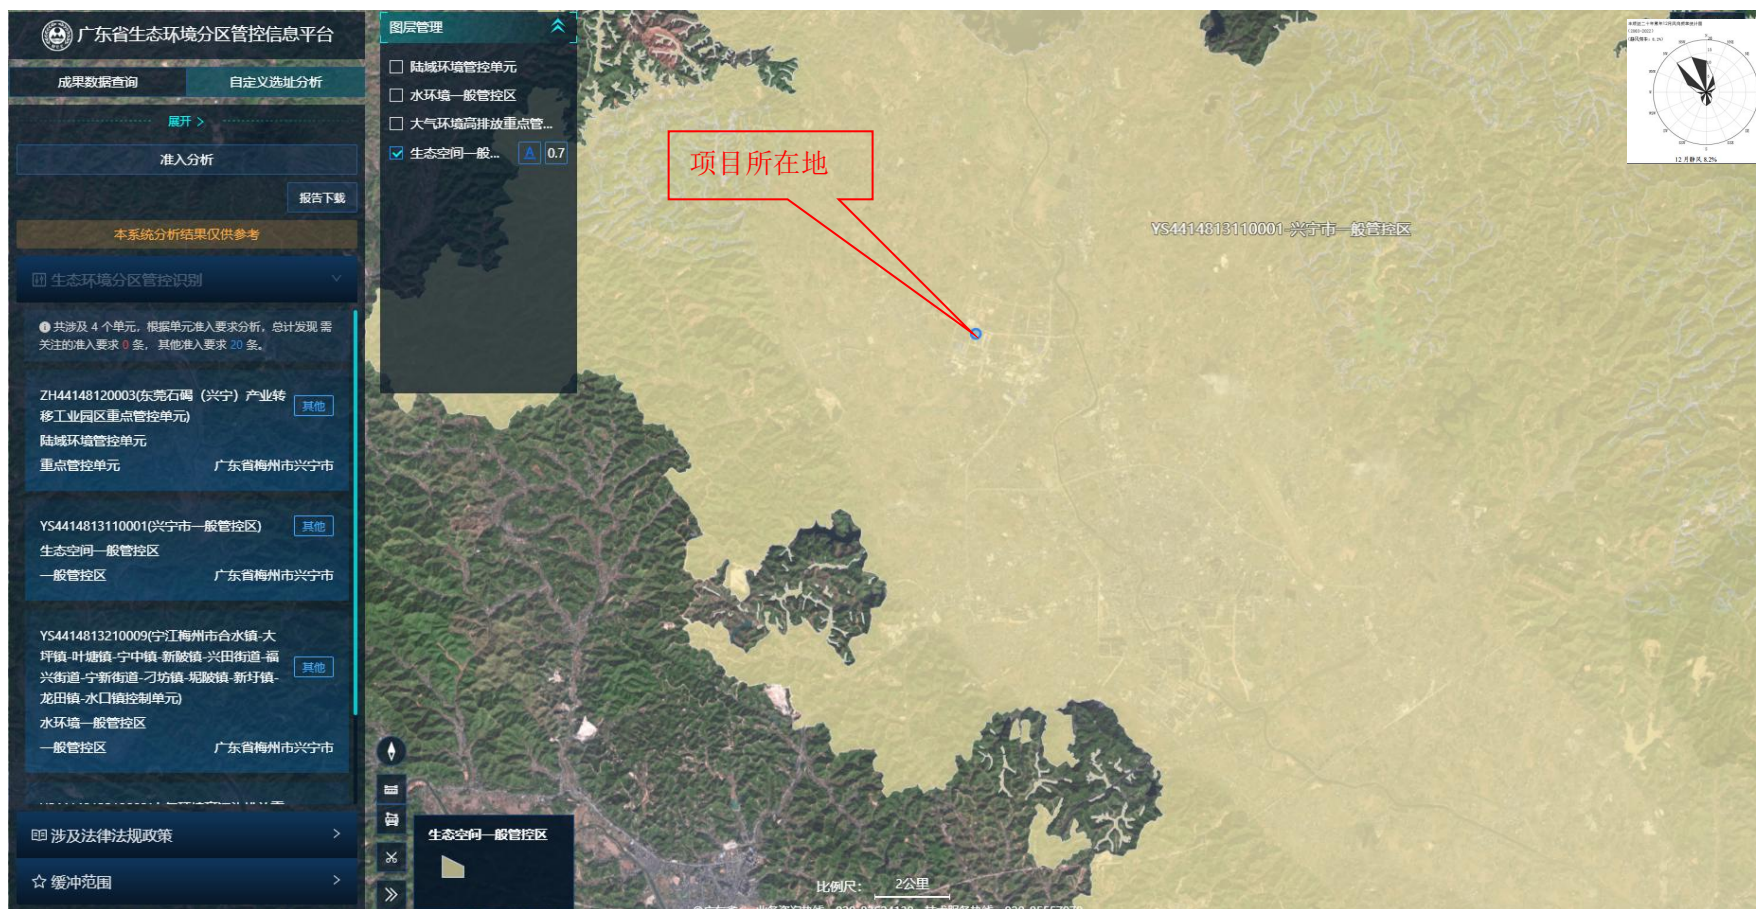 广东省生态环境分区管控信息平台
成果数据查询
自定义选址分析
展开 >
准入分析
报告下载
本系统分析结果仅供参考
生态环境分区管控识别
共涉及 4 个单元，根据单元准入要求分析，总计发现 需
关注的准入要求 0 条， 其他准入要求 20 条。
ZH44148120003(东莞石碣（兴宁）产业转
移工业园区重点管控单元)
其他
陆域环境管控单元
重点管控单元 广东省梅州市兴宁市
YS4414813110001(兴宁市一般管控区)
其他
生态空间一般管控区
一般管控区 广东省梅州市兴宁市
YS4414813210009(宁江梅州市合水镇-大
坪镇-叶塘镇-宁中镇-新陂镇-兴田街道-福
兴街道-宁新街道-刁坊镇-坭陂镇-新圩镇-
龙田镇-水口镇控制单元)
其他
水环境一般管控区
一般管控区 广东省梅州市兴宁市
涉及法律法规政策
缓冲范围
图层管理
陆域环境管控单元
水环境一般管控区
大气环境高排放重点管...
生态空间一般... A 0.7
项目所在地
YS4414813110001-兴宁市一般管控区
12 月静风 8.2%
生态空间一般管控区
比例尺： 2公里